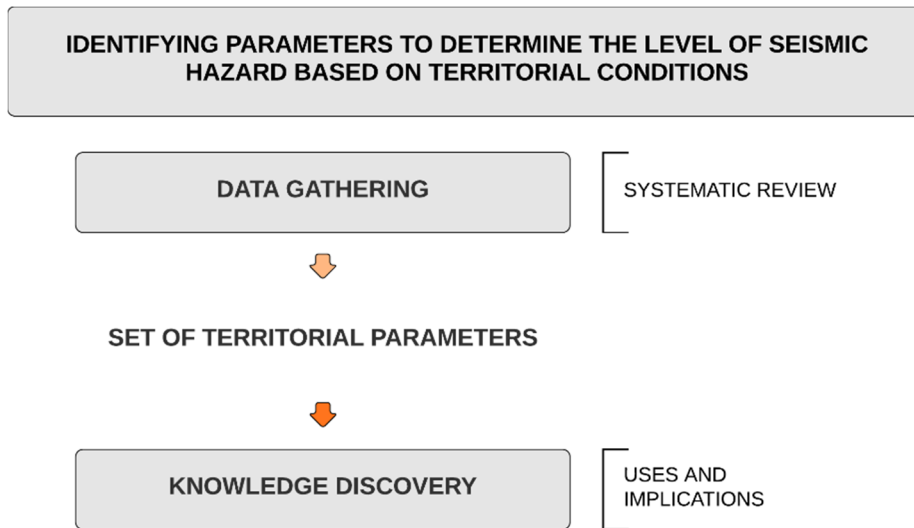 IDENTIFYING PARAMETERS TO DETERMINE THE LEVEL OF SEISMIC
HAZARD BASED ON TERRITORIAL CONDITIONS
DATA GATHERING
SYSTEMATIC REVIEW
SET OF TERRITORIAL PARAMETERS
KNOWLEDGE DISCOVERY
USES AND
IMPLICATIONS